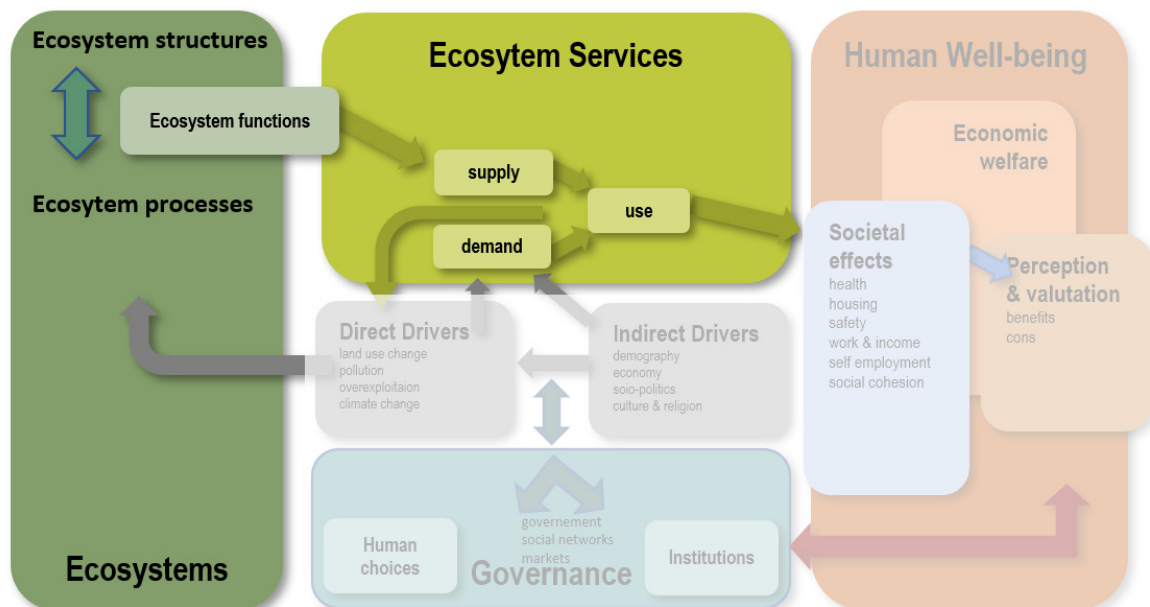 Ecosystem structures
Ecosystem functions
Ecosytem processes
Ecosystems
Ecosytem Services
supply
demand
use
Human Well-being
Economic
welfare
Societal
effects
health
housing
safety
work & income
self employment
social cohesion
Perception
& valutation
benefits
cons
Direct Drivers
land use change
pollution
overexploitaion
climate change
Indirect Drivers
demography
economy
soio-politics
culture & religion
governement
social networks
markets
Human
choices
Governance
Institutions